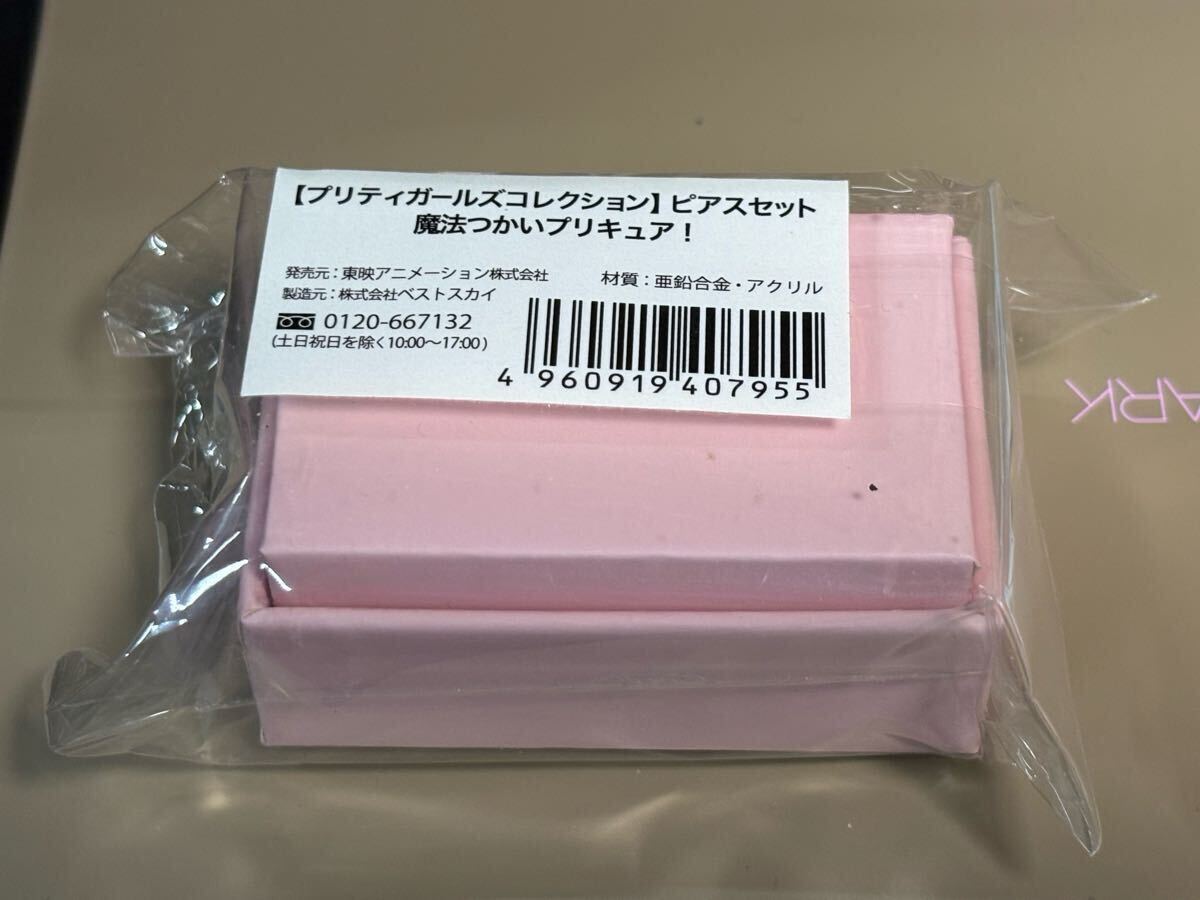 【プリティガールズコレクション】ピアスセット
魔法つかいプリキュア！
発売元：東映アニメーション株式会社
材質：亜鉛合金・アクリル
製造元：株式会社ベストスカイ
0120-667132
(土日祝日を除く10:00〜17:00)
4 960919 407955
ARK